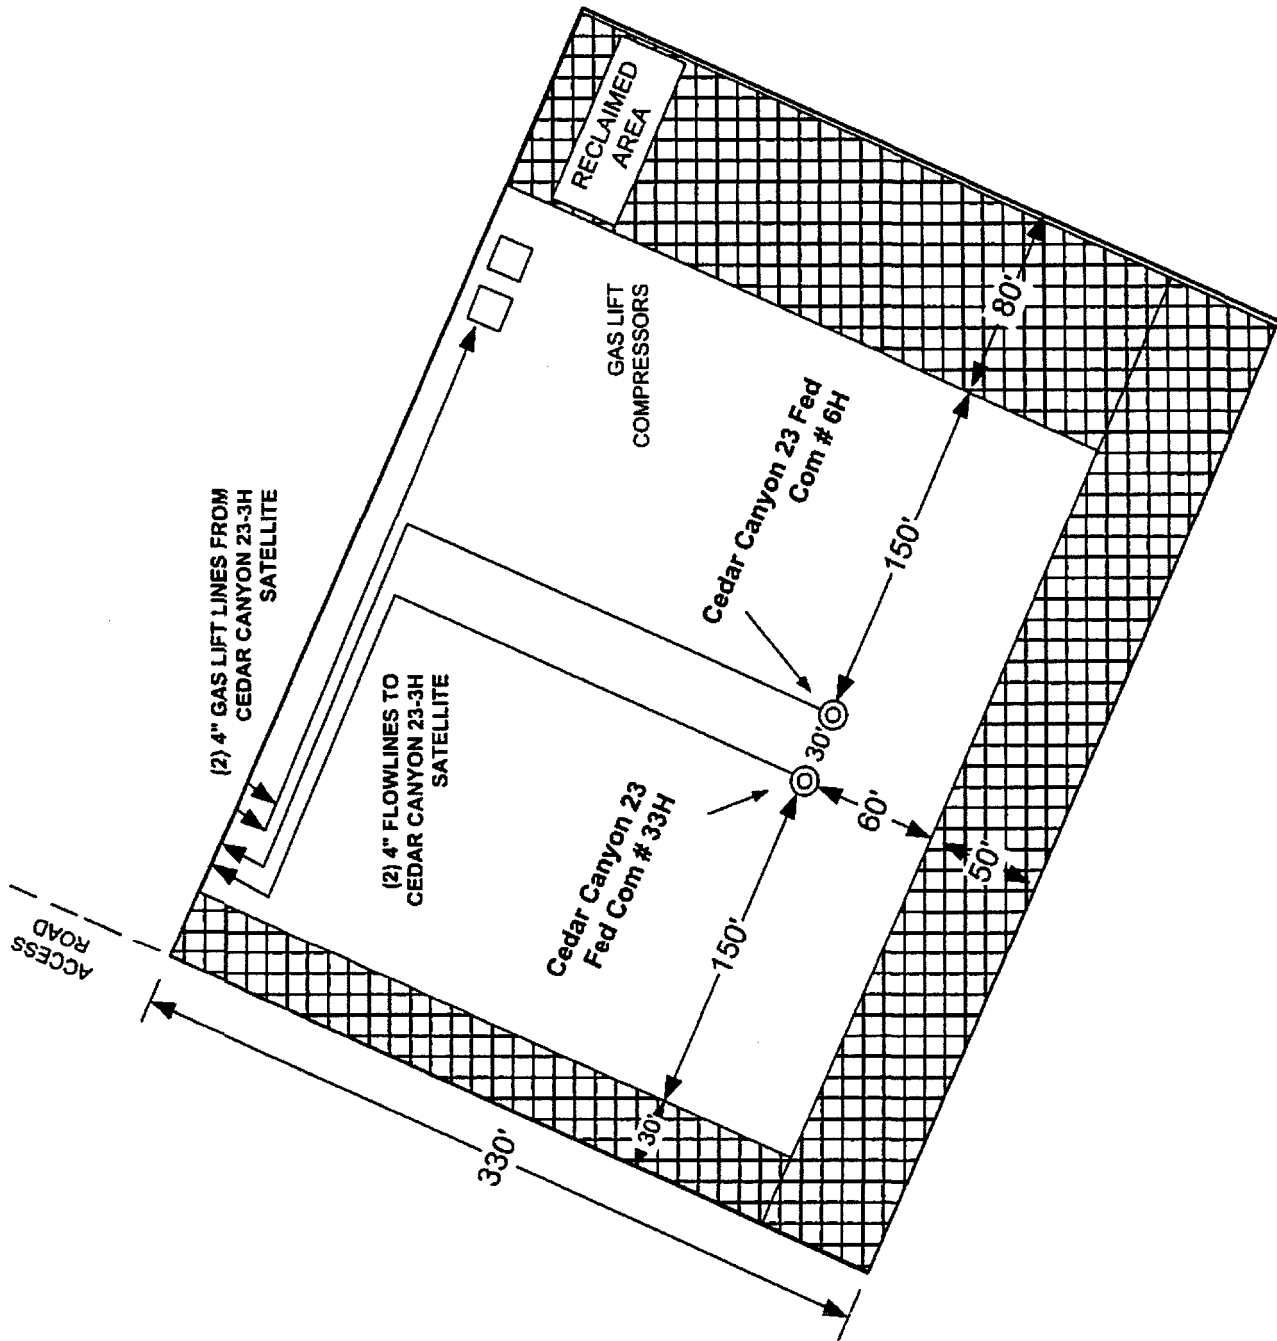 RECLAIMED
AREA
GAS LIFT
COMPRESSORS
(2) 4" GAS LIFT LINES FROM
CEDAR CANYON 23-3H
SATELLITE
(2) 4" FLOWLINES TO
CEDAR CANYON 23-3H
SATELLITE
ACCESS
ROAD
Cedar Canyon 23 Fed
Com # 6H
Cedar Canyon 23
Fed Com # 33H
80'
150'
30'
60'
50'
150'
30'
330'